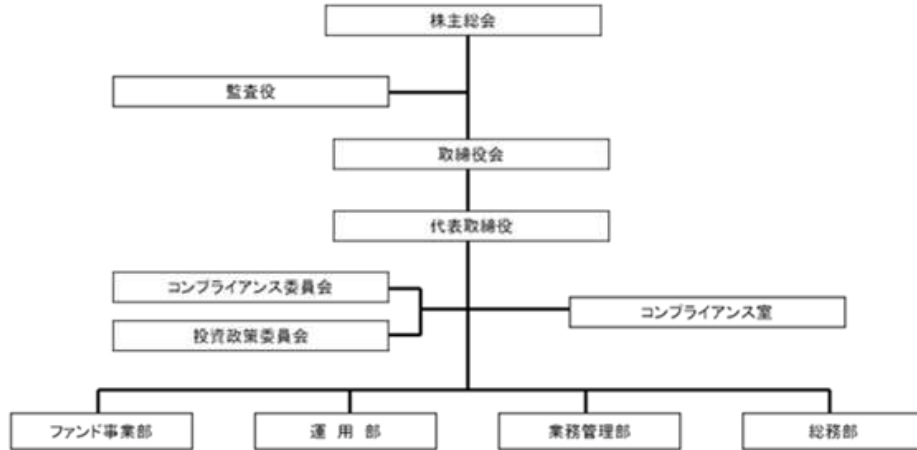 株主総会
監査役
取締役会
代表取締役
コンプライアンス委員会
コンプライアンス室
投資政策委員会
ファンド事業部
運 用 部
業務管理部
総務部